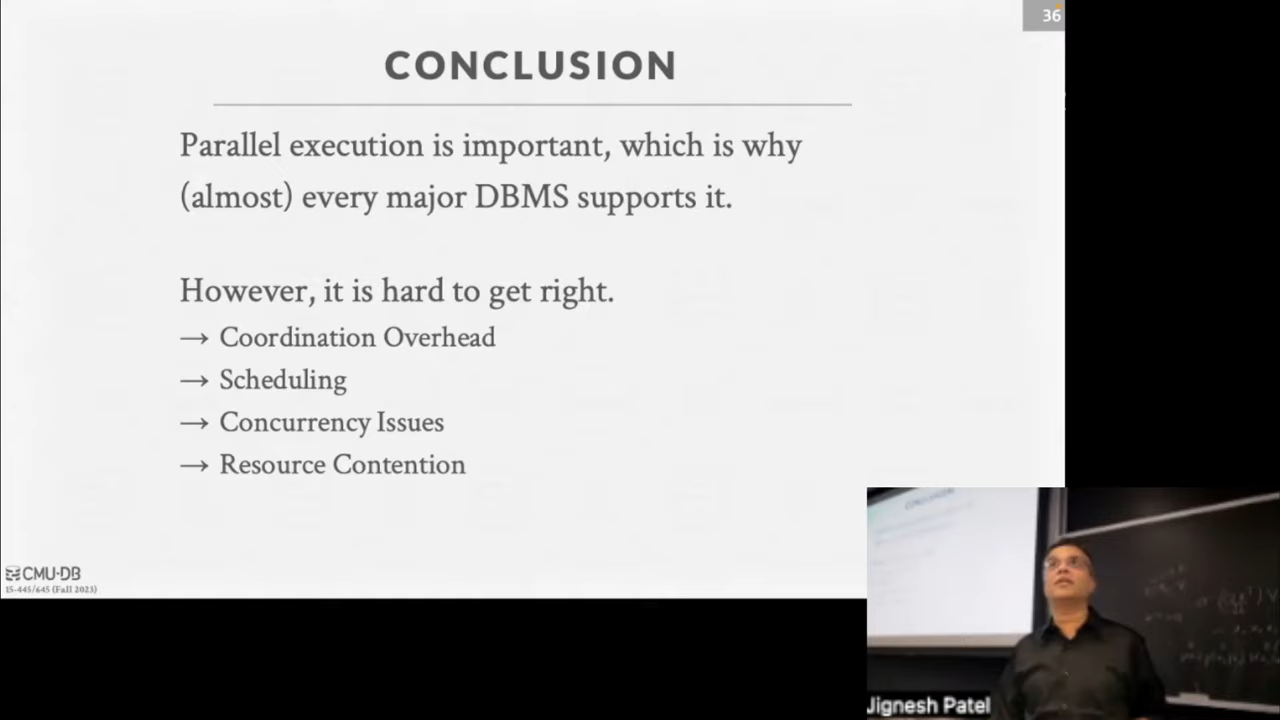 36
CONCLUSION
Parallel execution is important, which is why
(almost) every major DBMS supports it.
However, it is hard to get right.
→ Coordination Overhead
→ Scheduling
→ Concurrency Issues
→ Resource Contention
CMU·DB
15-445/645 (Fall 2023)
CONCLUSION
Jignesh Patel